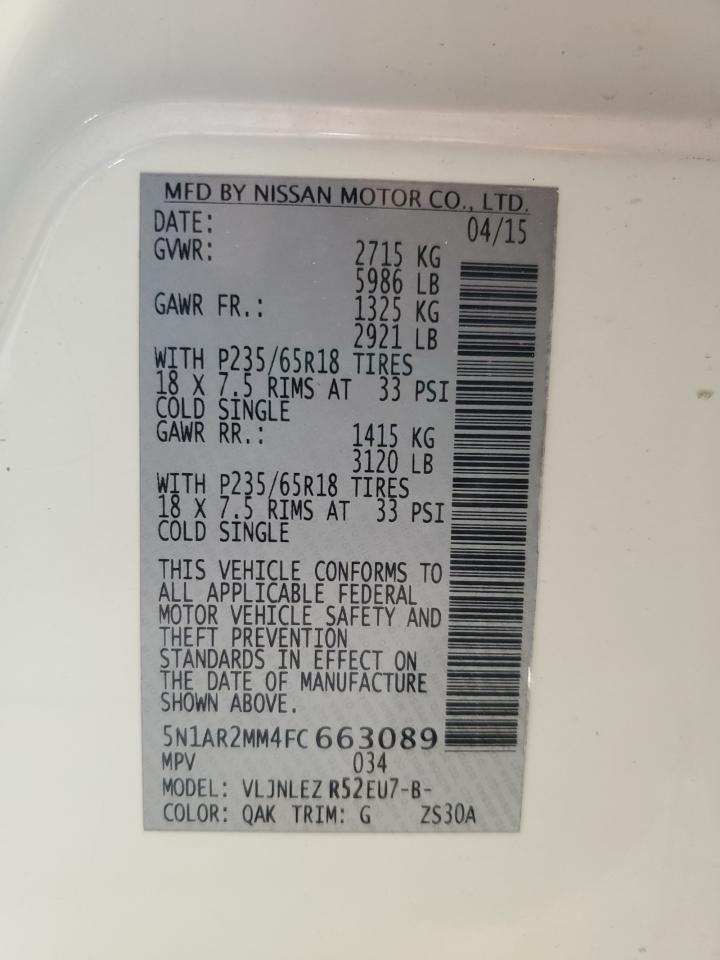 MFD BY NISSAN MOTOR CO., LTD.
DATE: 04/15
GVWR: 2715 KG
5986 LB
GAWR FR.: 1325 KG
2921 LB
WITH P235/65R18 TIRES
18 X 7.5 RIMS AT 33 PSI
COLD SINGLE
GAWR RR.: 1415 KG
3120 LB
WITH P235/65R18 TIRES
18 X 7.5 RIMS AT 33 PSI
COLD SINGLE
THIS VEHICLE CONFORMS TO
ALL APPLICABLE FEDERAL
MOTOR VEHICLE SAFETY AND
THEFT PREVENTION
STANDARDS IN EFFECT ON
THE DATE OF MANUFACTURE
SHOWN ABOVE.
5N1AR2MM4FC663089
MPV 034
MODEL: VLJNLEZ R52EU7-B-
COLOR: QAK TRIM: G ZS30A